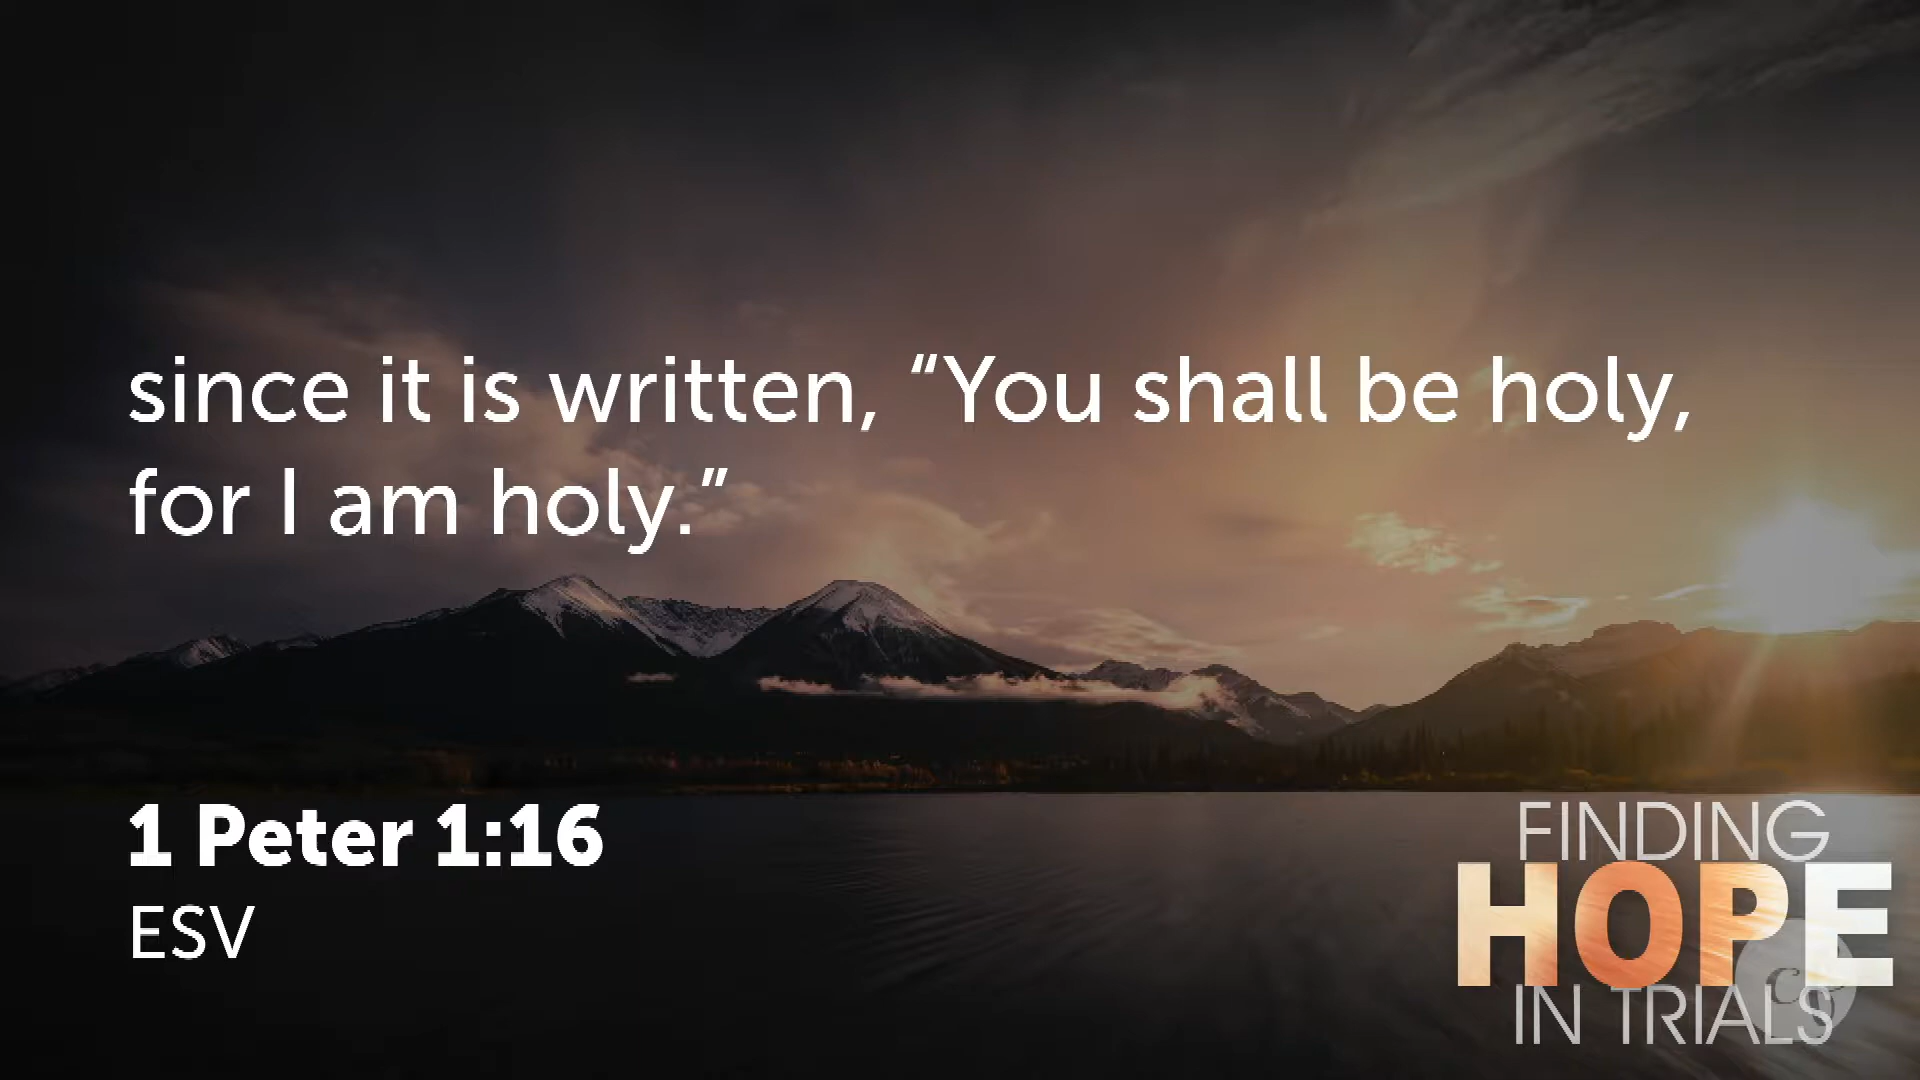 since it is written, “You shall be holy,
for I am holy.”
1 Peter 1:16
ESV
FINDING
HOPE
IN TRIALS